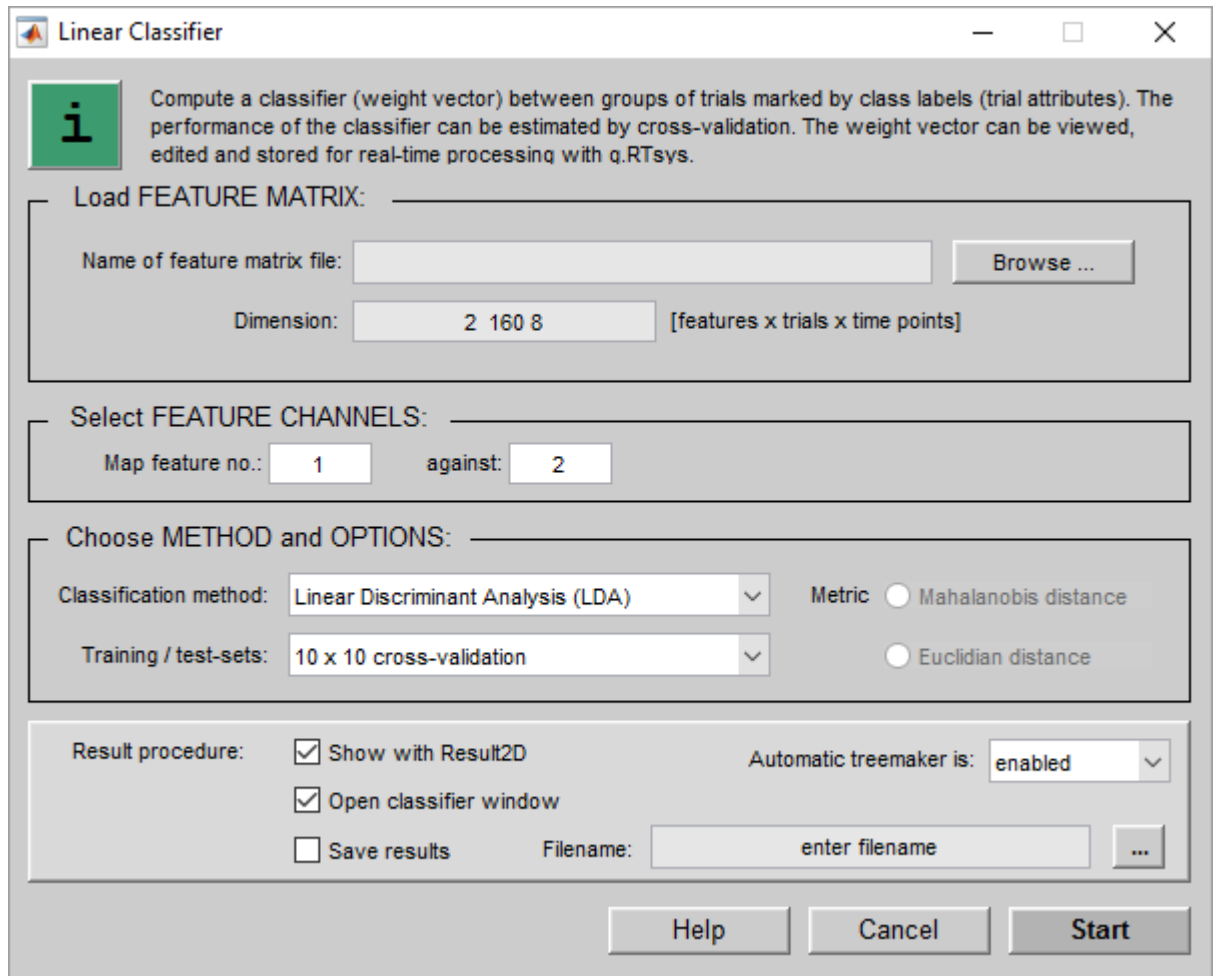 Linear Classifier
i
Compute a classifier (weight vector) between groups of trials marked by class labels (trial attributes). The
performance of the classifier can be estimated by cross-validation. The weight vector can be viewed,
edited and stored for real-time processing with g.RTsys.
Load FEATURE MATRIX:
Name of feature matrix file: Browse ...
Dimension: 2 160 8 [features x trials x time points]
Select FEATURE CHANNELS:
Map feature no.: 1 against: 2
Choose METHOD and OPTIONS:
Classification method: Linear Discriminant Analysis (LDA) Metric Mahalanobis distance
Training / test-sets: 10 x 10 cross-validation Euclidian distance
Result procedure: Show with Result2D Automatic treemaker is: enabled
Open classifier window
Save results Filename: enter filename ...
Help Cancel Start